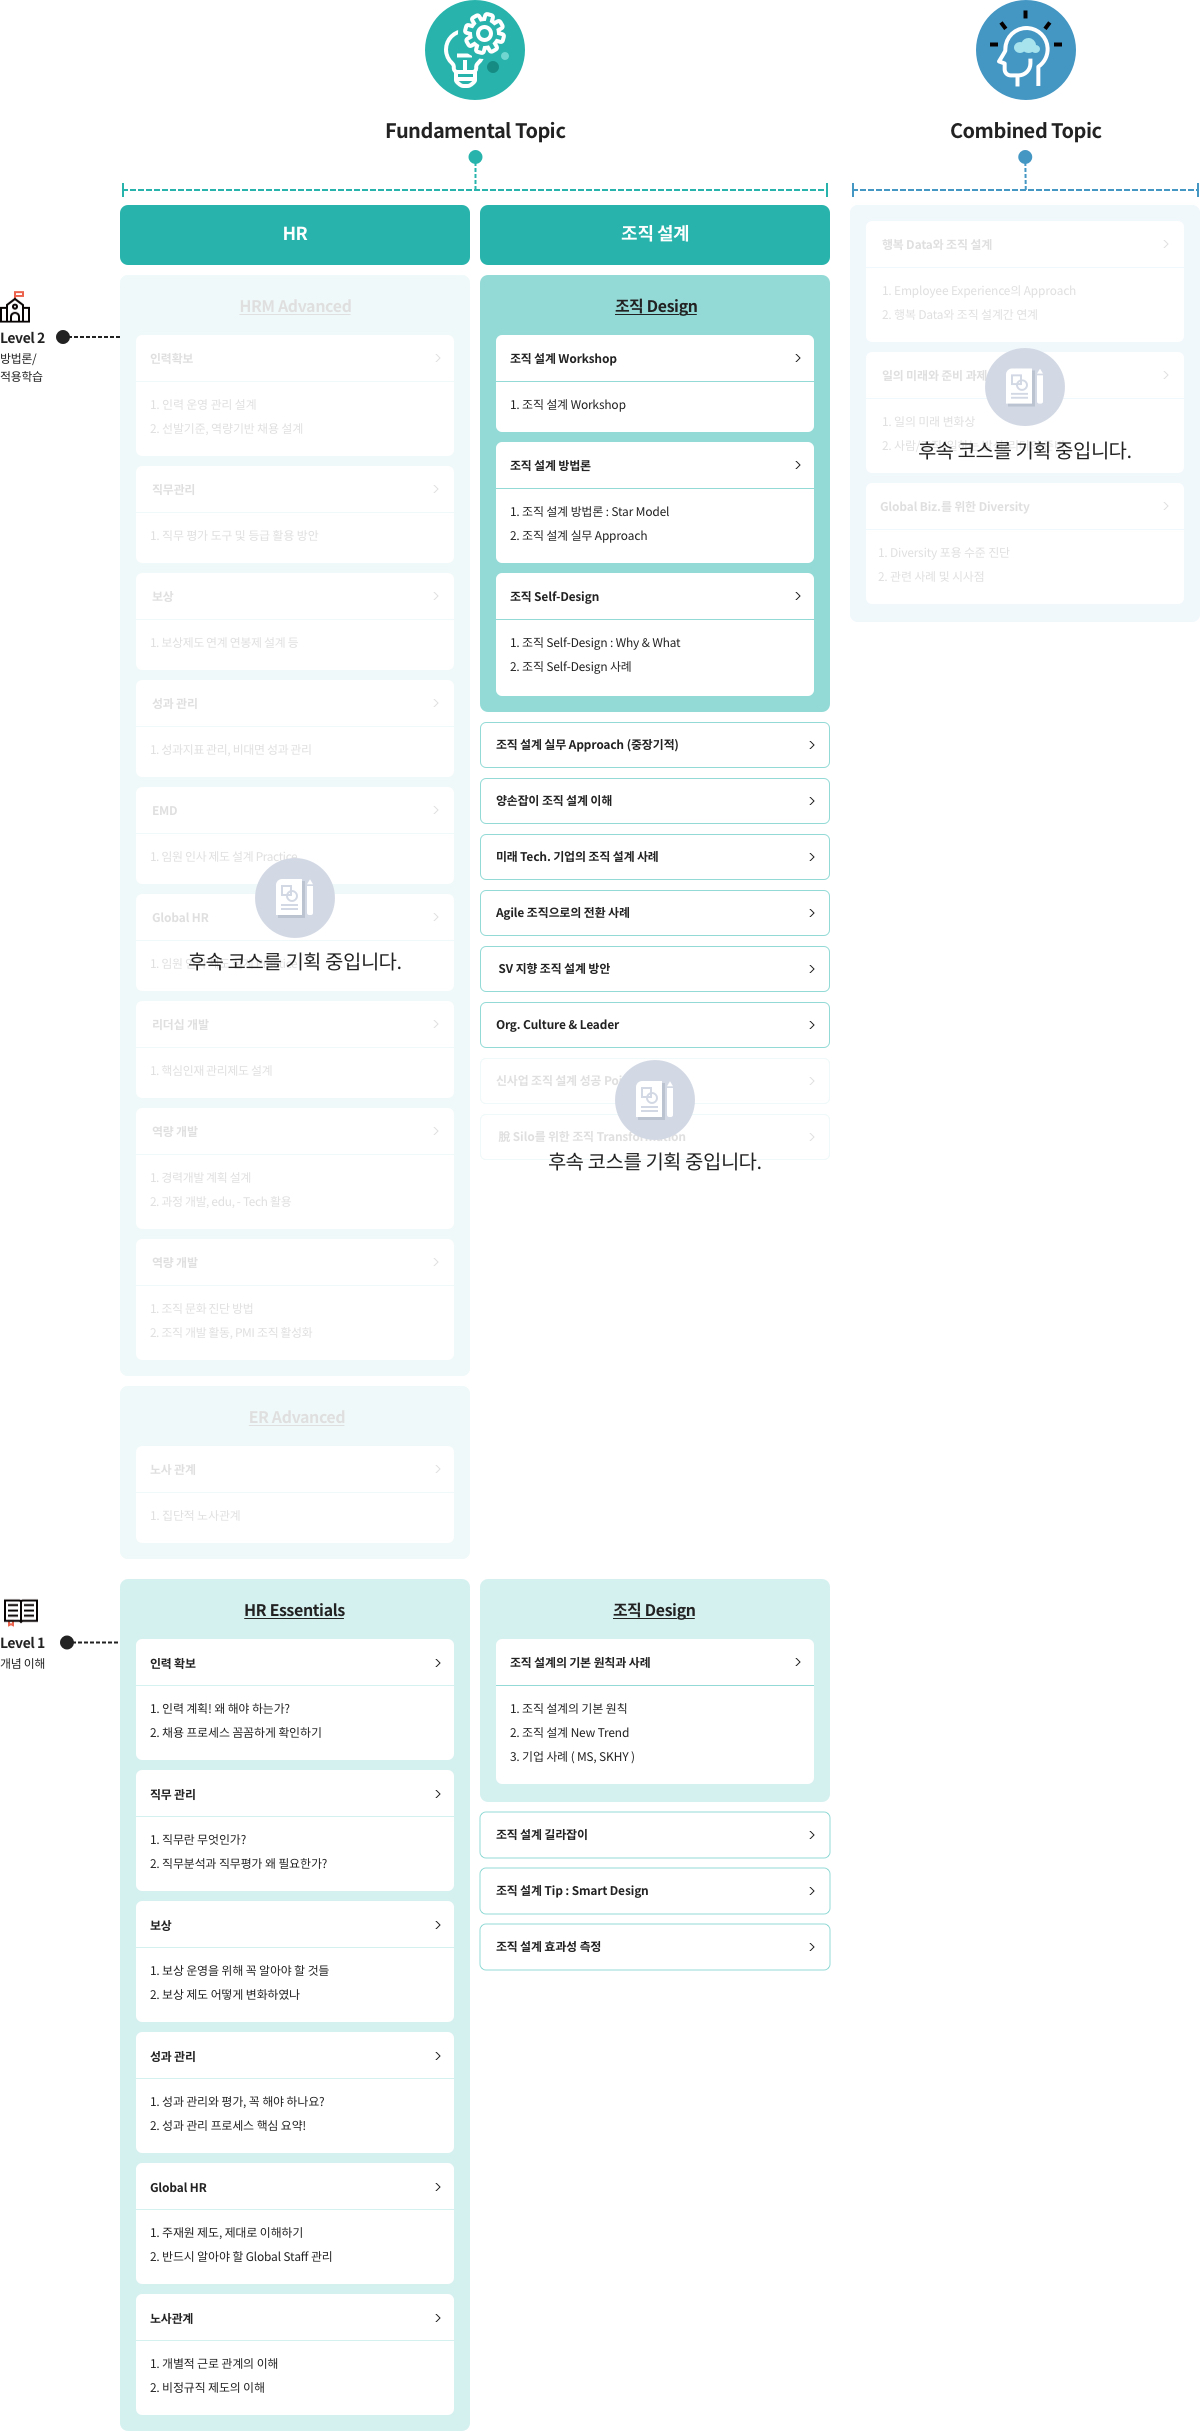 Fundamental Topic
Combined Topic
HR
조직 설계
Level 2
방법론/
적용학습
HRM Advanced
인력확보
1. 인력 운영 관리 설계
2. 선발기준, 역량기반 채용 설계
직무관리
1. 직무 평가 도구 및 등급 활용 방안
보상
1. 보상체도 연계 연봉제 설계 등
성과 관리
1. 성과지표 관리, 비대면 성과 관리
EMD
1. 임원 인사 제도 설계 Practice
Global HR
1. 임원
후속 코스를 기획 중입니다.
리더십 개발
1. 핵심인재 관리제도 설계
역량 개발
1. 경력개발 계획 설계
2. 과정 개발, edu, - Tech 활용
역량 개발
1. 조직 문화 진단 방법
2. 조직 개발 활동, PMI 조직 활성화
ER Advanced
노사 관계
1. 집단적 노사관계
조직 Design
조직 설계 Workshop
1. 조직 설계 Workshop
조직 설계 방법론
1. 조직 설계 방법론 : Star Model
2. 조직 설계 실무 Approach
조직 Self-Design
1. 조직 Self-Design : Why & What
2. 조직 Self-Design 사례
조직 설계 실무 Approach (중장기적)
양손잡이 조직 설계 이해
미래 Tech. 기업의 조직 설계 사례
Agile 조직으로의 전환 사례
SV 지향 조직 설계 방안
Org. Culture & Leader
신사업 조직 설계 성공
脫 Silo를 위한 조직 Transformation
후속 코스를 기획 중입니다.
행복 Data와 조직 설계
1. Employee Experience의 Approach
2. 행복 Data와 조직 설계간 연계
일의 미래와 준비 과제
1. 일의 미래 변화상
2. 사람
후속 코스를 기획 중입니다.
Global Biz.를 위한 Diversity
1. Diversity 포용 수준 진단
2. 관련 사례 및 시사점
Level 1
개념 이해
HR Essentials
인력 확보
1. 인력 계획! 왜 해야 하는가?
2. 채용 프로세스 꼼꼼하게 확인하기
직무 관리
1. 직무란 무엇인가?
2. 직무분석과 직무평가 왜 필요한가?
보상
1. 보상 운영을 위해 꼭 알아야 할 것들
2. 보상 제도 어떻게 변화하였나
성과 관리
1. 성과 관리와 평가, 꼭 해야 하나요?
2. 성과 관리 프로세스 핵심 요약!
Global HR
1. 주재원 제도, 제대로 이해하기
2. 반드시 알아야 할 Global Staff 관리
노사관계
1. 개별적 근로 관계의 이해
2. 비정규직 제도의 이해
조직 Design
조직 설계의 기본 원칙과 사례
1. 조직 설계의 기본 원칙
2. 조직 설계 New Trend
3. 기업 사례 ( MS, SKHY )
조직 설계 길라잡이
조직 설계 Tip : Smart Design
조직 설계 효과성 측정